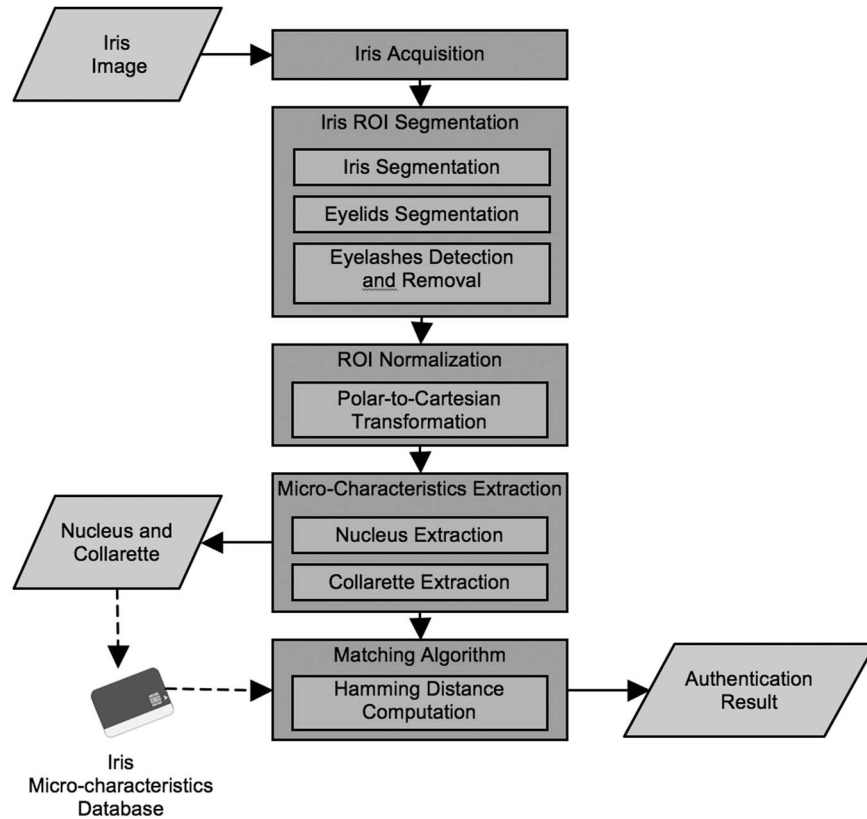 Iris
Image
Iris Acquisition
Iris ROI Segmentation
Iris Segmentation
Eyelids Segmentation
Eyelashes Detection
and Removal
ROI Normalization
Polar-to-Cartesian
Transformation
Micro-Characteristics Extraction
Nucleus Extraction
Collarette Extraction
Nucleus and
Collarette
Matching Algorithm
Hamming Distance
Computation
Authentication
Result
Iris
Micro-characteristics
Database